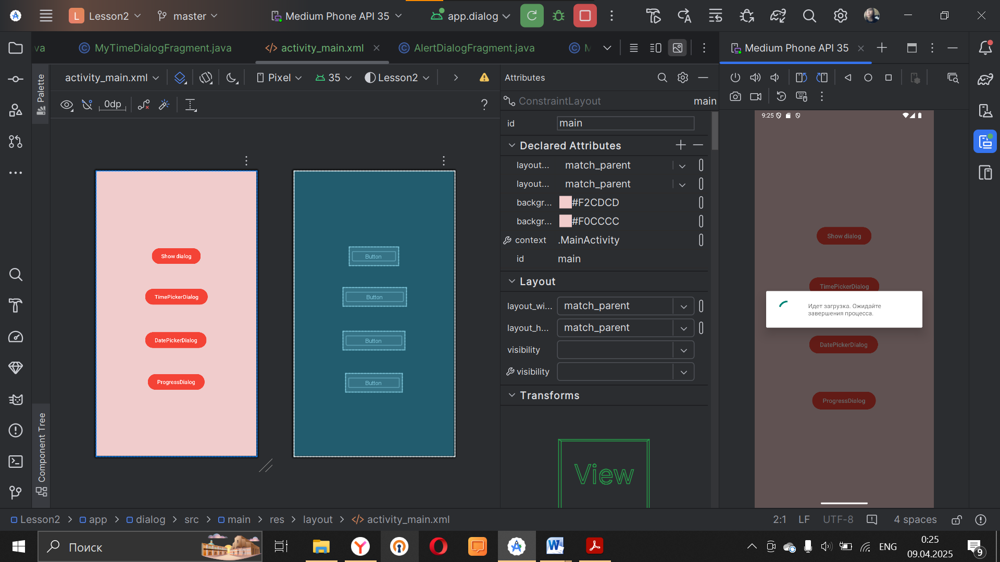 L Lesson2 master Medium Phone API 35 app.dialog
va MyTimeDialogFragment.java activity_main.xml AlertDialogFragment.java Medium Phone API 35
activity_main.xml Pixel 35 Lesson2
0dp ?
Palette
Component Tree
Show dialog
TimePickerDialog
DatePickerDialog
ProgressDialog
Button
Button
Button
Button
Attributes
ConstraintLayout main
id main
Declared Attributes
layout... match_parent
layout... match_parent
backgr... #F2CDCD
backgr... #F0CCCC
context .MainActivity
id main
Layout
layout_wi... match_parent
layout_h... match_parent
visibility
visibility
Transforms
View
9:25
Show dialog
TimePickerDialog
Идет загрузка. Ожидайте
завершения процесса.
DatePickerDialog
ProgressDialog
Lesson2 > app > dialog > src > main > res > layout > activity_main.xml 2:1 LF UTF-8 4 spaces
Поиск ENG 0:25
09.04.2025 9